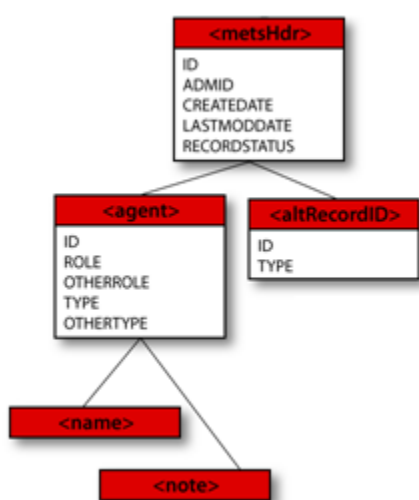 <metsHdr>
ID
ADMID
CREATEDATE
LASTMODDATE
RECORDSTATUS
<agent>
ID
ROLE
OTHERROLE
TYPE
OTHERTYPE
<altRecordID>
ID
TYPE
<name>
<note>